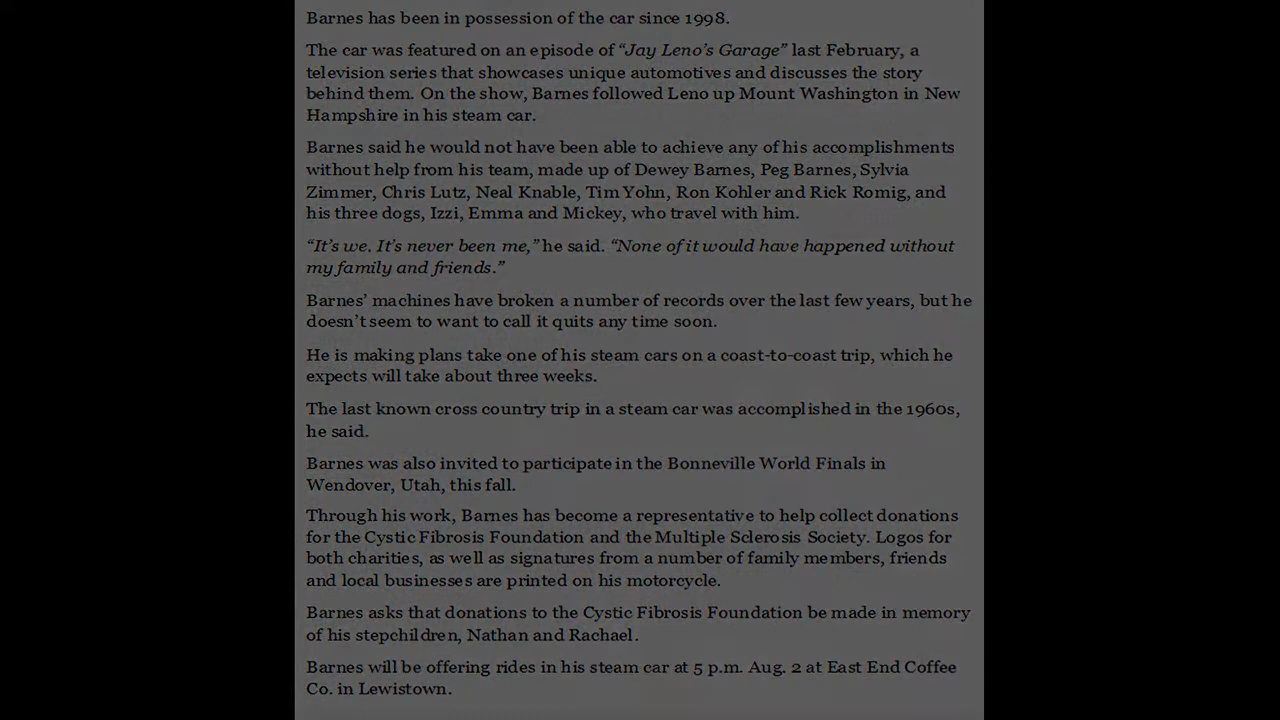 Barnes has been in possession of the car since 1998.
The car was featured on an episode of “Jay Leno’s Garage” last February, a
television series that showcases unique automotives and discusses the story
behind them. On the show, Barnes followed Leno up Mount Washington in New
Hampshire in his steam car.
Barnes said he would not have been able to achieve any of his accomplishments
without help from his team, made up of Dewey Barnes, Peg Barnes, Sylvia
Zimmer, Chris Lutz, Neal Knable, Tim Yohn, Ron Kohler and Rick Romig, and
his three dogs, Izzi, Emma and Mickey, who travel with him.
“It’s we. It’s never been me,” he said. “None of it would have happened without
my family and friends.”
Barnes’ machines have broken a number of records over the last few years, but he
doesn’t seem to want to call it quits any time soon.
He is making plans take one of his steam cars on a coast-to-coast trip, which he
expects will take about three weeks.
The last known cross country trip in a steam car was accomplished in the 1960s,
he said.
Barnes was also invited to participate in the Bonneville World Finals in
Wendover, Utah, this fall.
Through his work, Barnes has become a representative to help collect donations
for the Cystic Fibrosis Foundation and the Multiple Sclerosis Society. Logos for
both charities, as well as signatures from a number of family members, friends
and local businesses are printed on his motorcycle.
Barnes asks that donations to the Cystic Fibrosis Foundation be made in memory
of his stepchildren, Nathan and Rachael.
Barnes will be offering rides in his steam car at 5 p.m. Aug. 2 at East End Coffee
Co. in Lewistown.